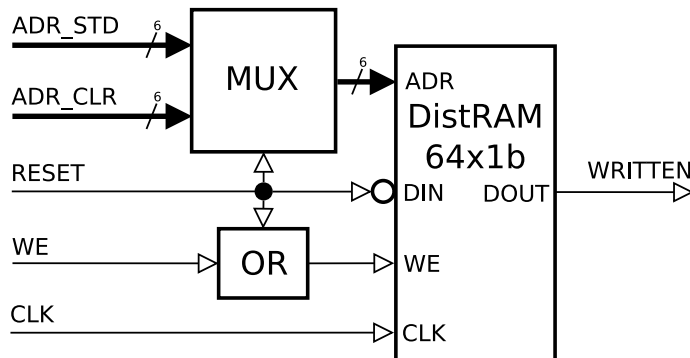 ADR_STD
6
MUX
6
ADR_CLR
6
ADR
DistRAM
64x1b
RESET
DIN
DOUT
WRITTEN
WE
OR
WE
CLK
CLK